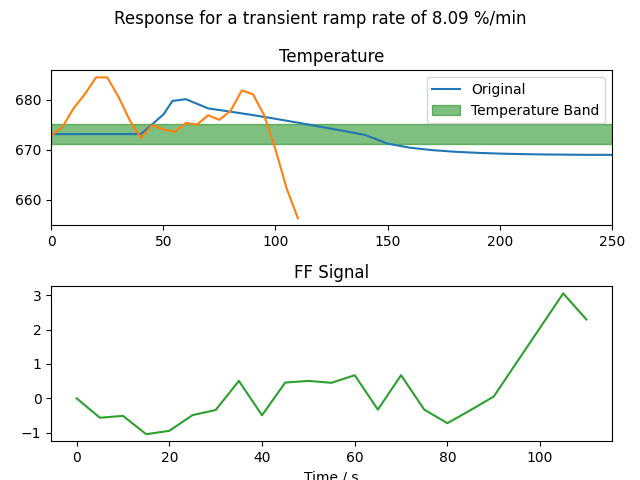 Response for a transient ramp rate of 8.09 %/min
Temperature
Original
Temperature Band
680
670
660
0 50 100 150 200 250
FF Signal
3
2
1
0
−1
0 20 40 60 80 100
Time / s